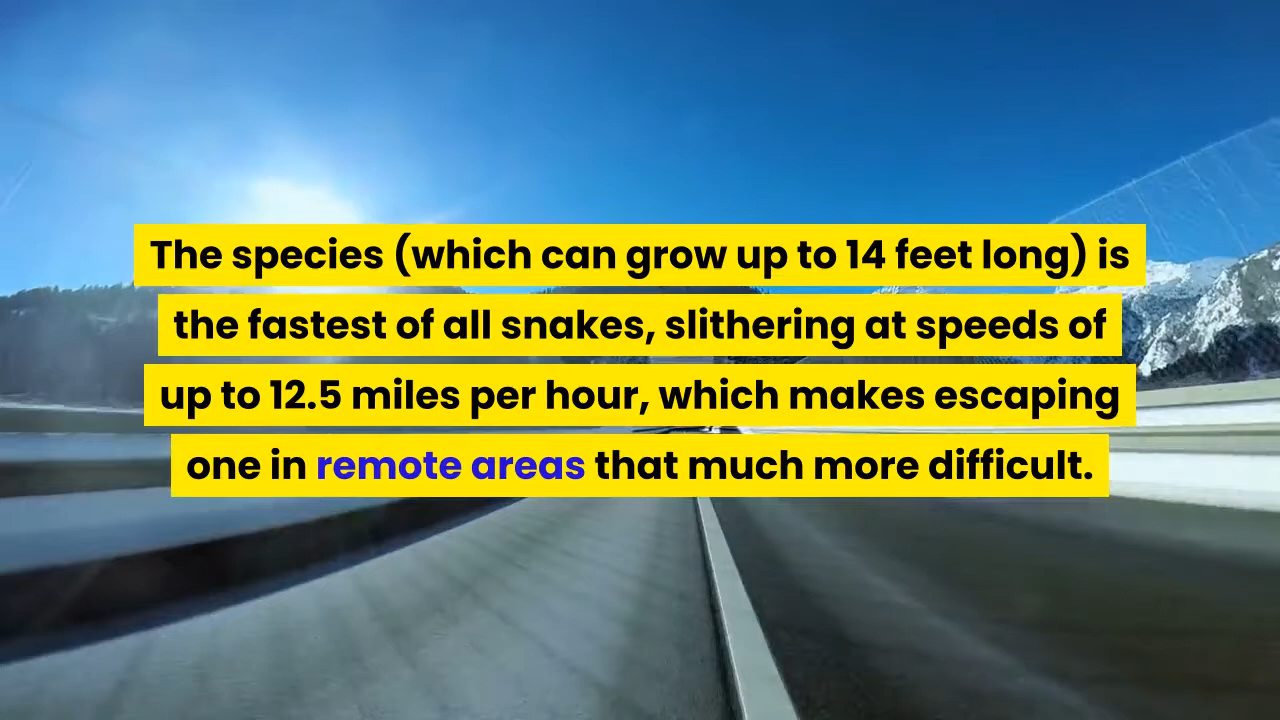 The species (which can grow up to 14 feet long) is
the fastest of all snakes, slithering at speeds of
up to 12.5 miles per hour, which makes escaping
one in remote areas that much more difficult.